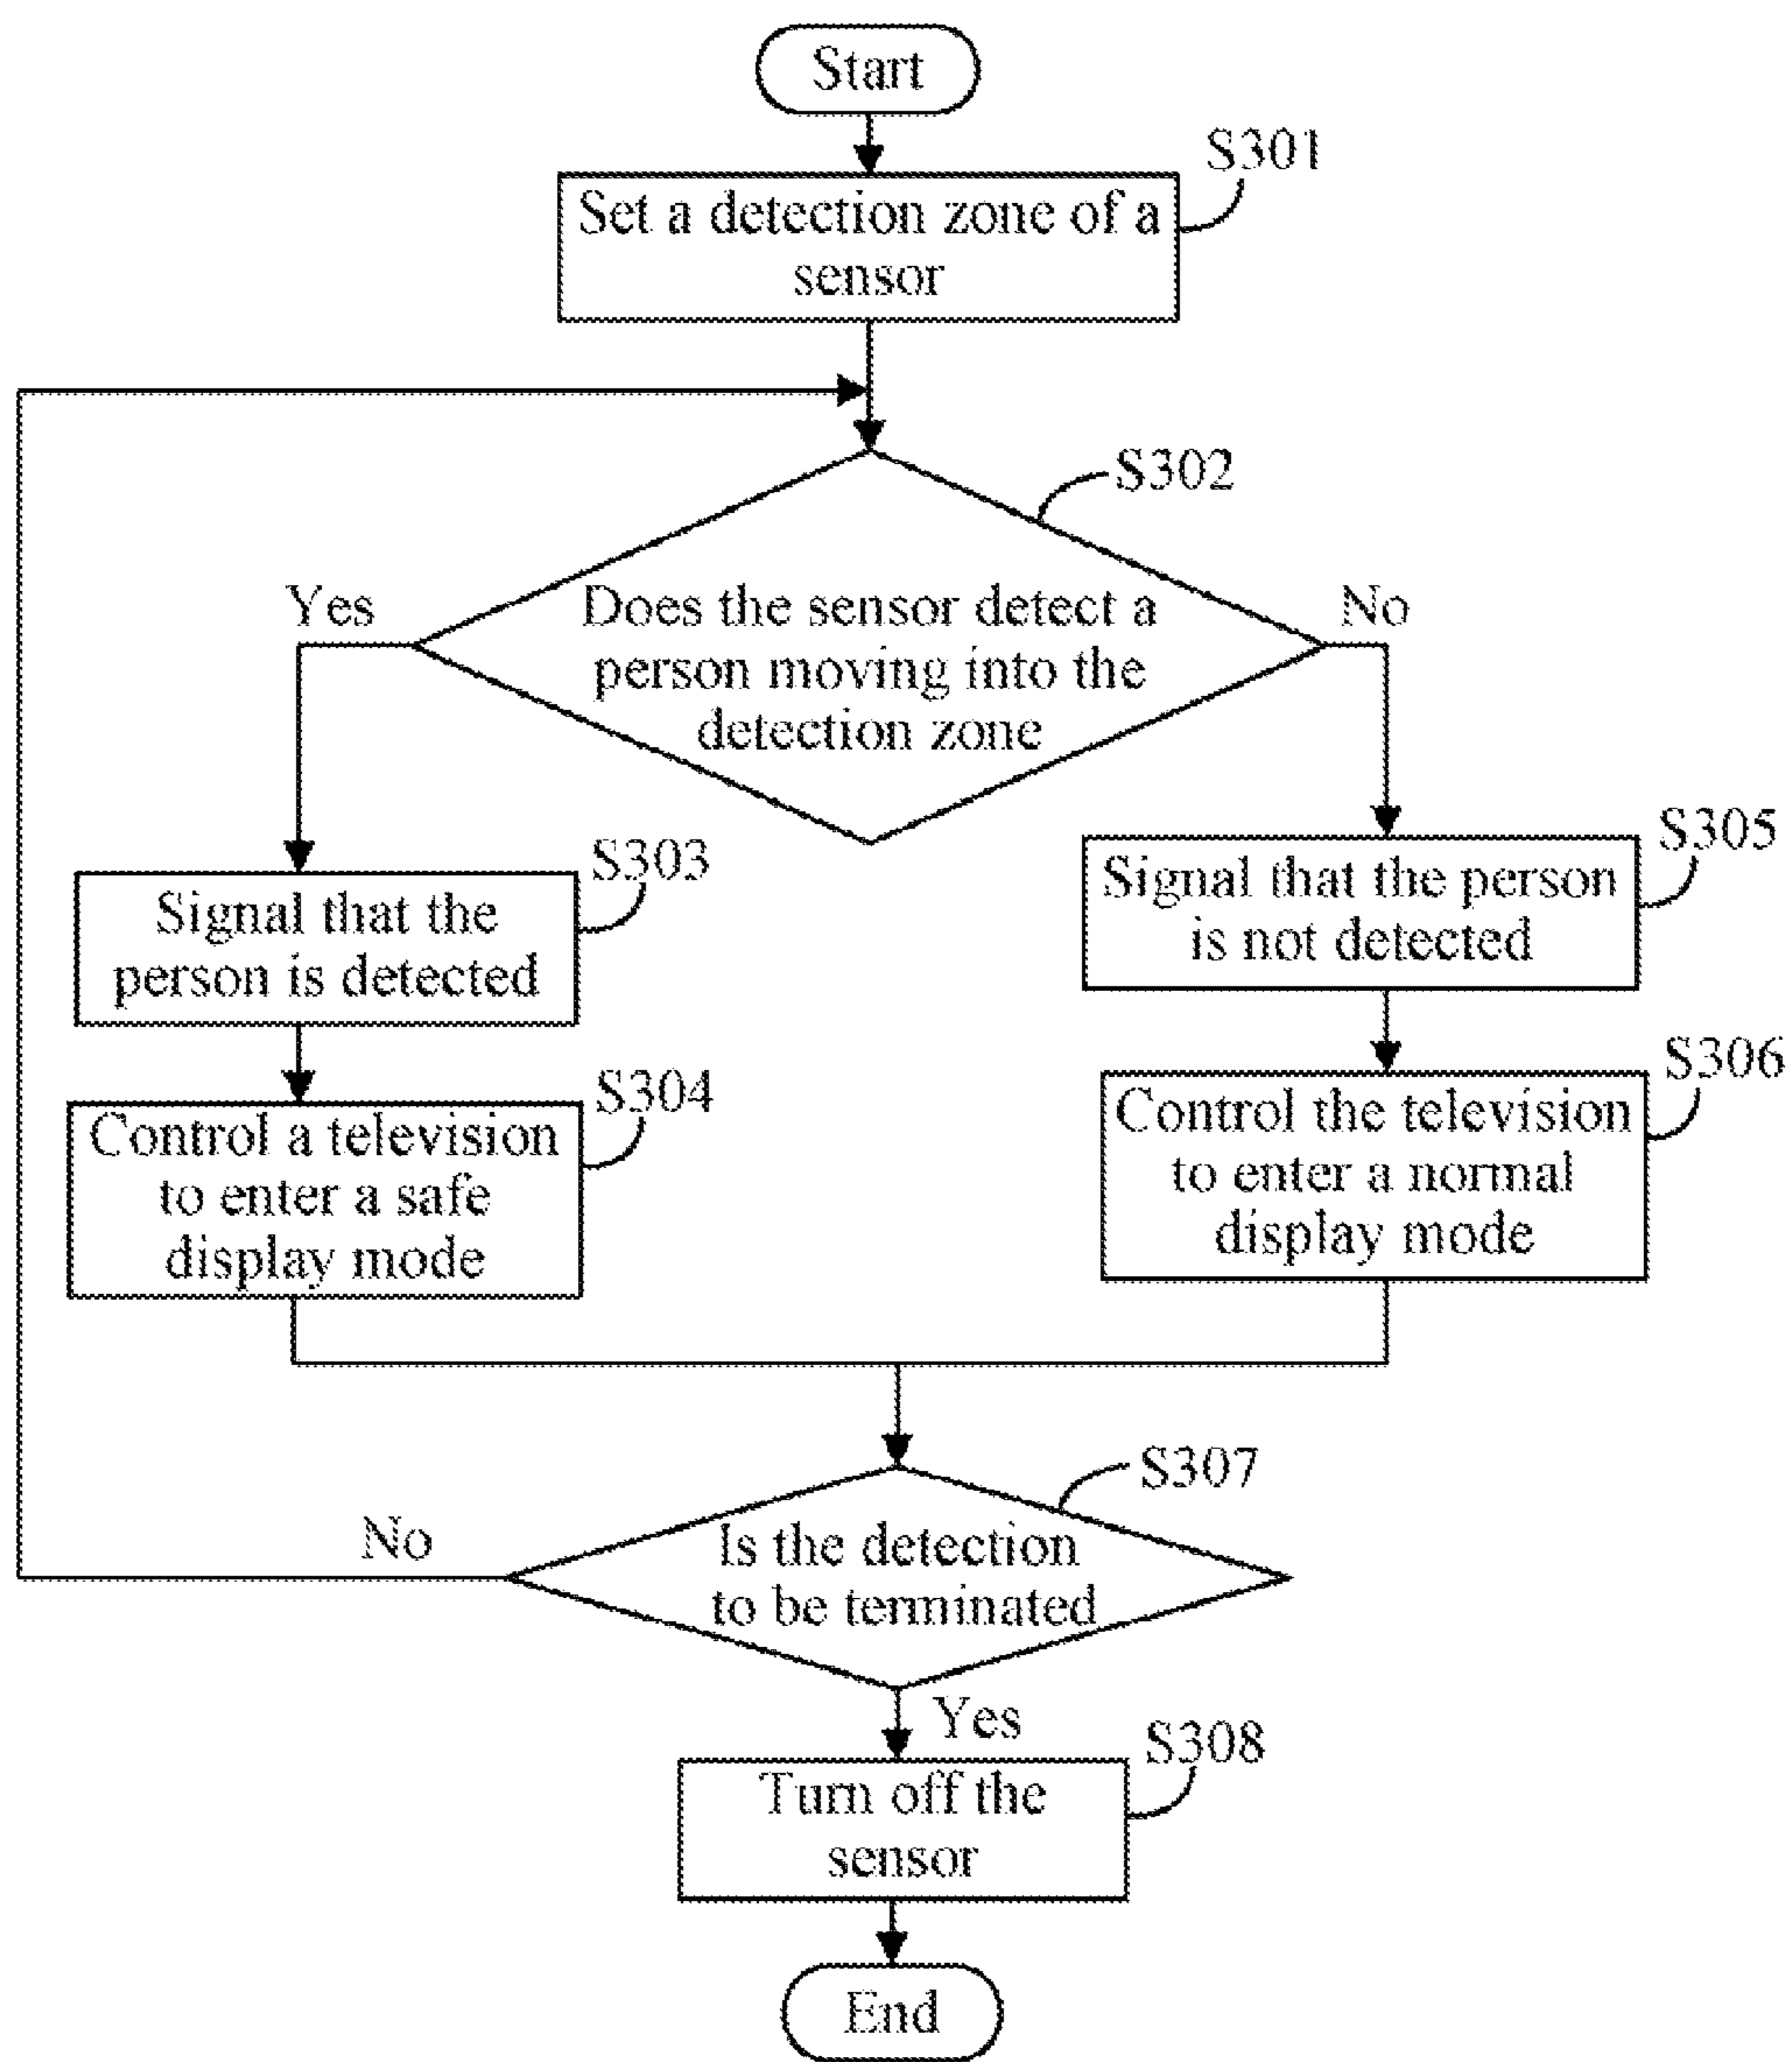 Start
S301
Set a detection zone of a
sensor
S302
Yes
Does the sensor detect a
person moving into the
detection zone
No
S303
Signal that the
person is detected
S305
Signal that the person
is not detected
S304
Control a television
to enter a safe
display mode
S306
Control the television
to enter a normal
display mode
S307
No
Is the detection
to be terminated
Yes
S308
Turn off the
sensor
End